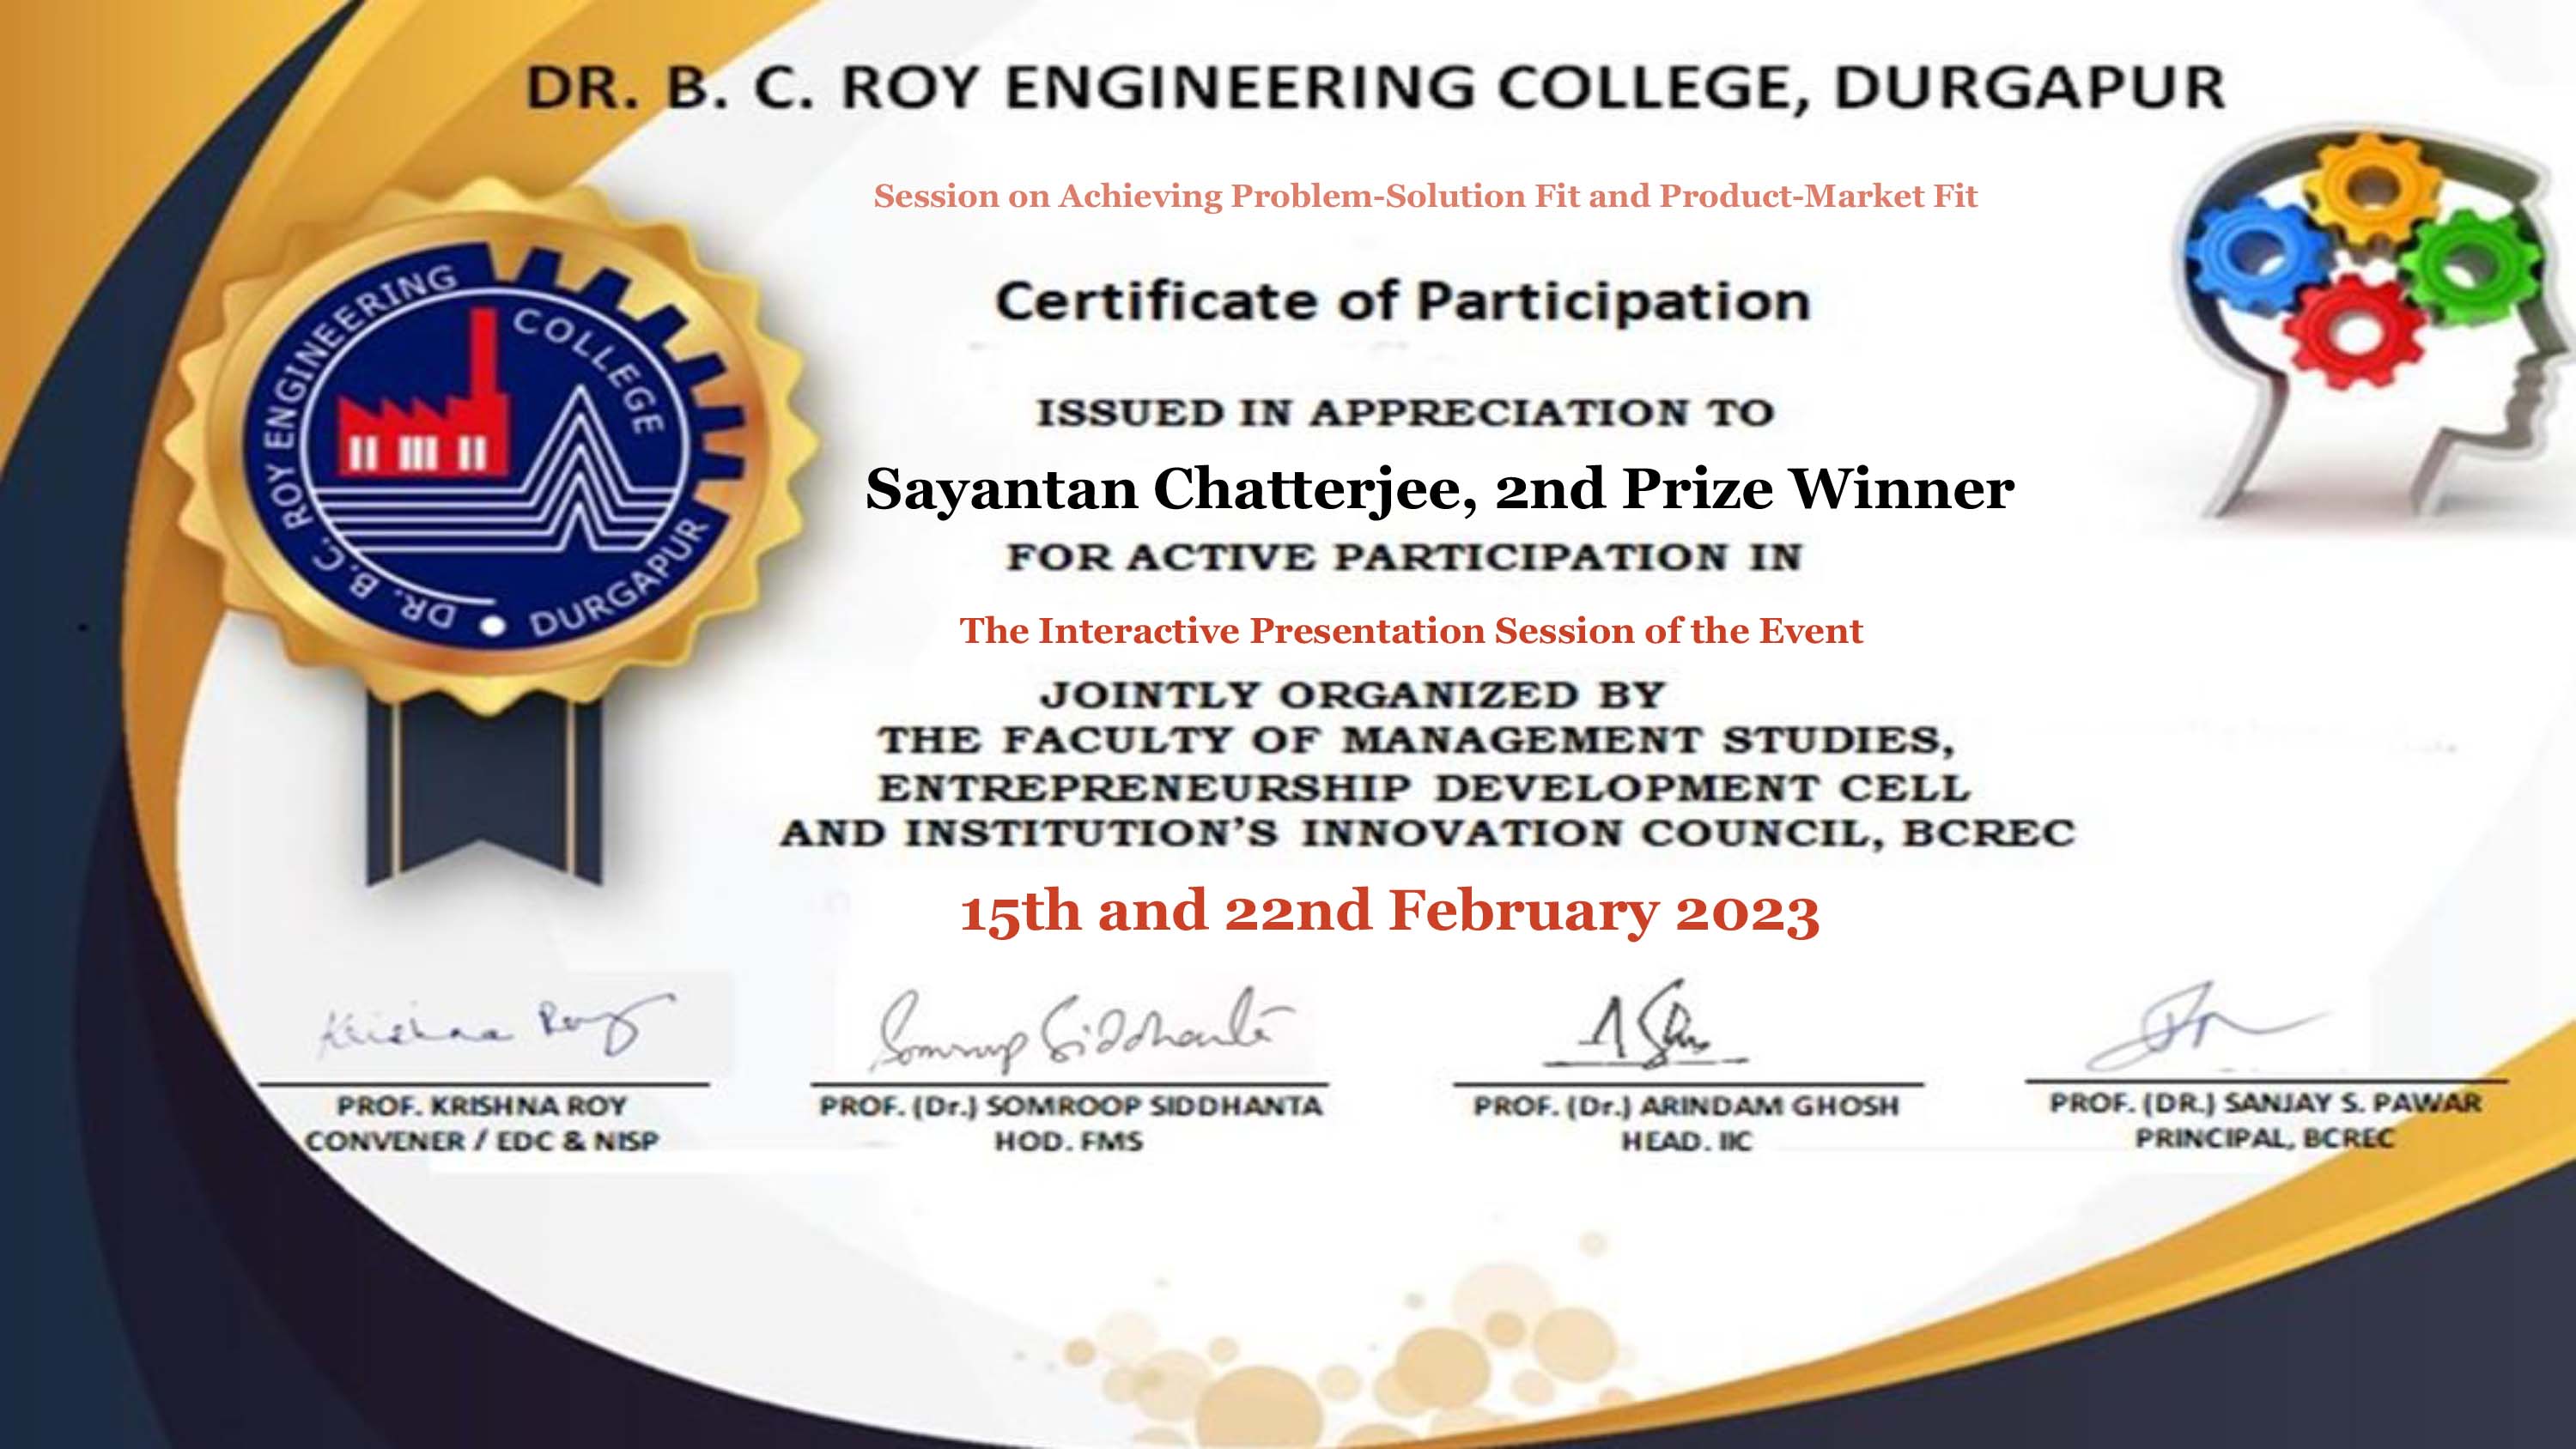 DR. B. C. ROY ENGINEERING COLLEGE, DURGAPUR
Session on Achieving Problem-Solution Fit and Product-Market Fit
Certificate of Participation
DR. B.C. ROY ENGINEERING COLLEGE
DURGAPUR
ISSUED IN APPRECIATION TO
Sayantan Chatterjee, 2nd Prize Winner
FOR ACTIVE PARTICIPATION IN
The Interactive Presentation Session of the Event
JOINTLY ORGANIZED BY
THE FACULTY OF MANAGEMENT STUDIES,
ENTREPRENEURSHIP DEVELOPMENT CELL
AND INSTITUTION'S INNOVATION COUNCIL, BCREC
15th and 22nd February 2023
Krishna Roy
Somroop Siddhanta
PROF. KRISHNA ROY
CONVENER / EDC & NISP
PROF. (Dr.) SOMROOP SIDDHANTA
HOD. FMS
PROF. (Dr.) ARINDAM GHOSH
HEAD. IIC
PROF. (DR.) SANJAY S. PAWAR
PRINCIPAL, BCREC